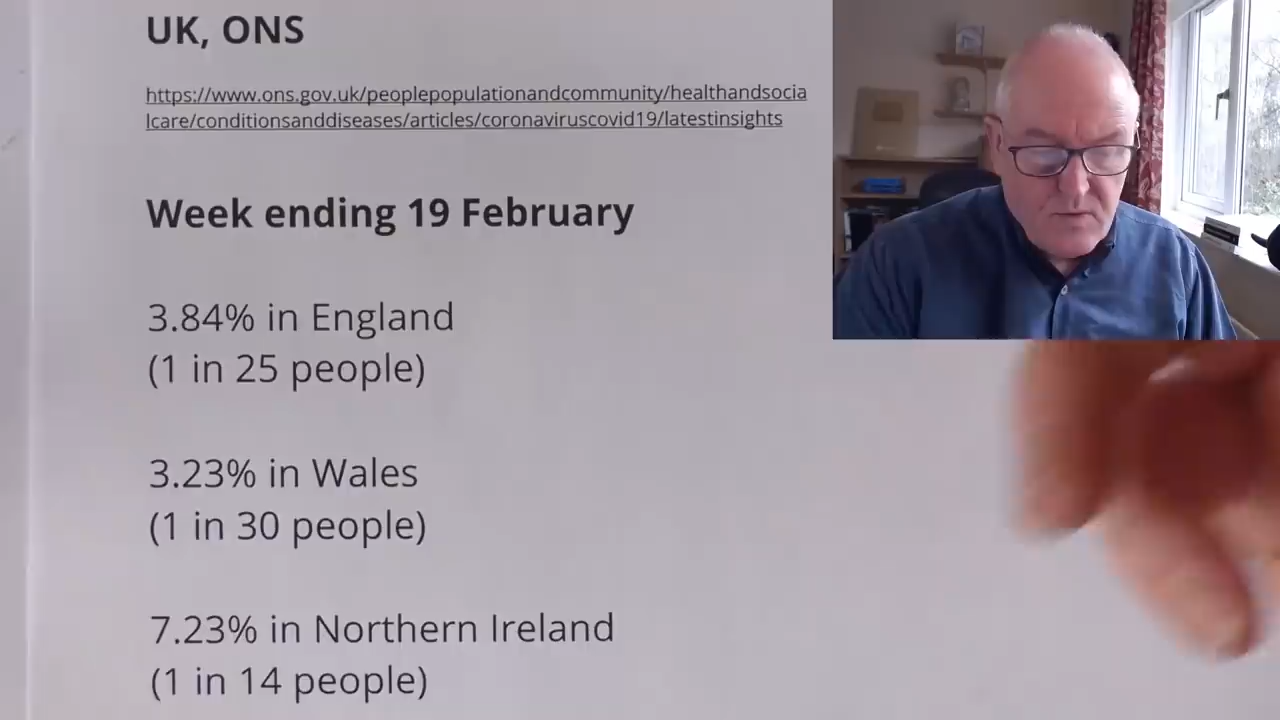 UK, ONS
https://www.ons.gov.uk/peoplepopulationandcommunity/healthandsocia
lcare/conditionsanddiseases/articles/coronaviruscovid19/latestinsights
Week ending 19 February
3.84% in England
(1 in 25 people)
3.23% in Wales
(1 in 30 people)
7.23% in Northern Ireland
(1 in 14 people)